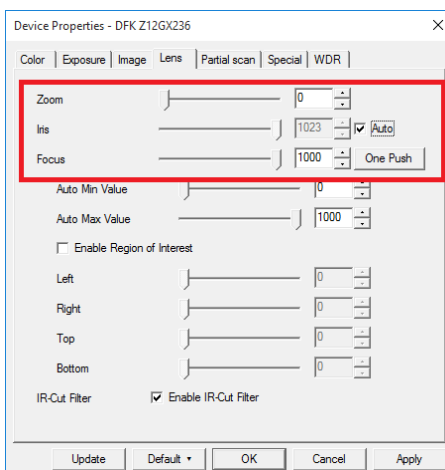 Device Properties - DFK Z12GX236
Color Exposure Image Lens Partial scan Special WDR
Zoom 0
Iris 1023 Auto
Focus 1000 One Push
Auto Min Value 0
Auto Max Value 1000
Enable Region of Interest
Left 0
Right 0
Top 0
Bottom 0
IR-Cut Filter Enable IR-Cut Filter
Update Default OK Cancel Apply